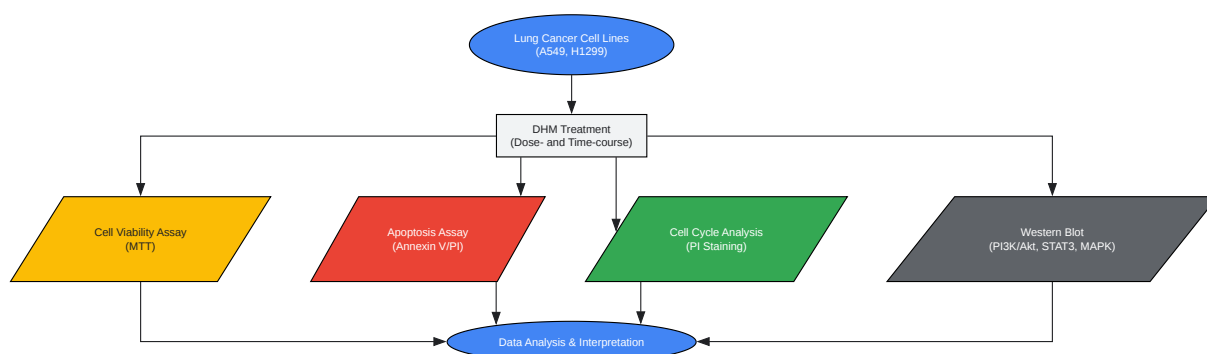 Lung Cancer Cell Lines
(A549, H1299)
DHM Treatment
(Dose- and Time-course)
Cell Viability Assay
(MTT)
Apoptosis Assay
(Annexin V/PI)
Cell Cycle Analysis
(PI Staining)
Western Blot
(PI3K/Akt, STAT3, MAPK)
Data Analysis & Interpretation